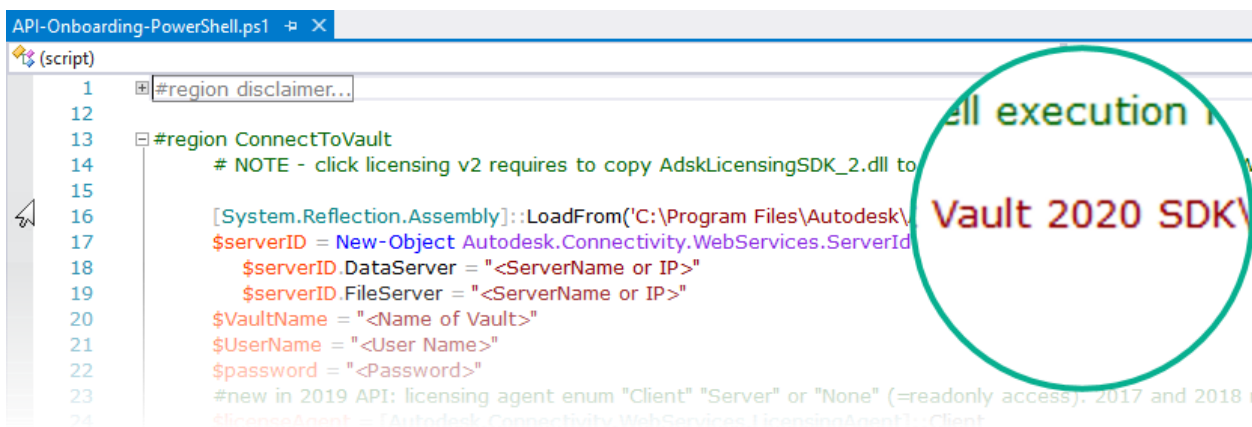 API-Onboarding-PowerShell.ps1
(script)
1 #region disclaimer...
12
13 #region ConnectToVault
14 # NOTE - click licensing v2 requires to copy AdskLicensingSDK_2.dll to
15
16 [System.Reflection.Assembly]::LoadFrom('C:\Program Files\Autodesk\
17 $serverID = New-Object Autodesk.Connectivity.WebServices.ServerId
18 $serverID.DataServer = "<ServerName or IP>"
19 $serverID.FileServer = "<ServerName or IP>"
20 $VaultName = "<Name of Vault>"
21 $UserName = "<User Name>"
22 $password = "<Password>"
23 #new in 2019 API: licensing agent enum "Client" "Server" or "None" (=readonly access). 2017 and 2018
24 $licenseAgent = [Autodesk.Connectivity.WebServices.LicensingAgent]::Client
ell execution
Vault 2020 SDK\